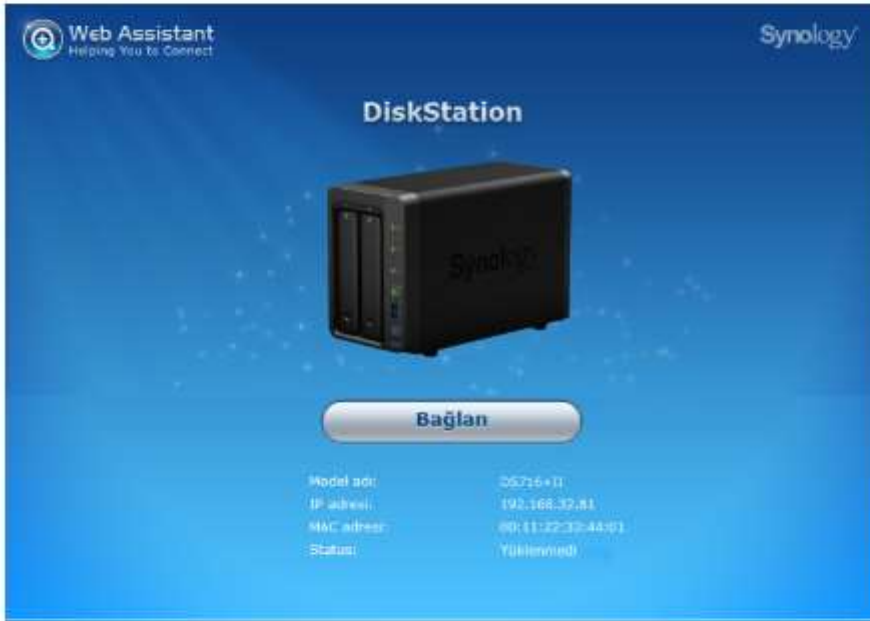 Web Assistant
Helping You to Connect
Synology
DiskStation
Synology
Bağlan
Model adı: DS716+II
IP adresi: 192.168.32.81
MAC adresi: 00:11:22:33:44:01
Status: Yüklenmedi